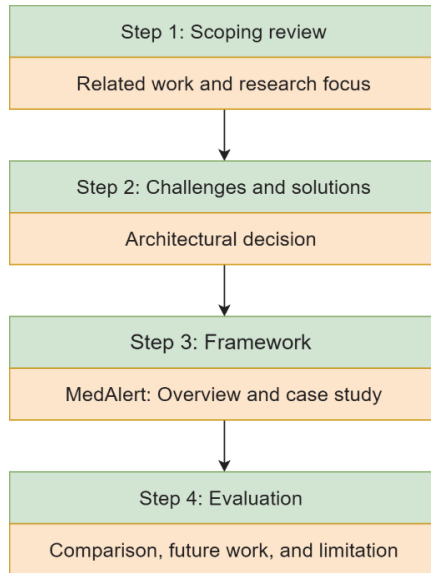 Step 1: Scoping review
Related work and research focus
Step 2: Challenges and solutions
Architectural decision
Step 3: Framework
MedAlert: Overview and case study
Step 4: Evaluation
Comparison, future work, and limitation